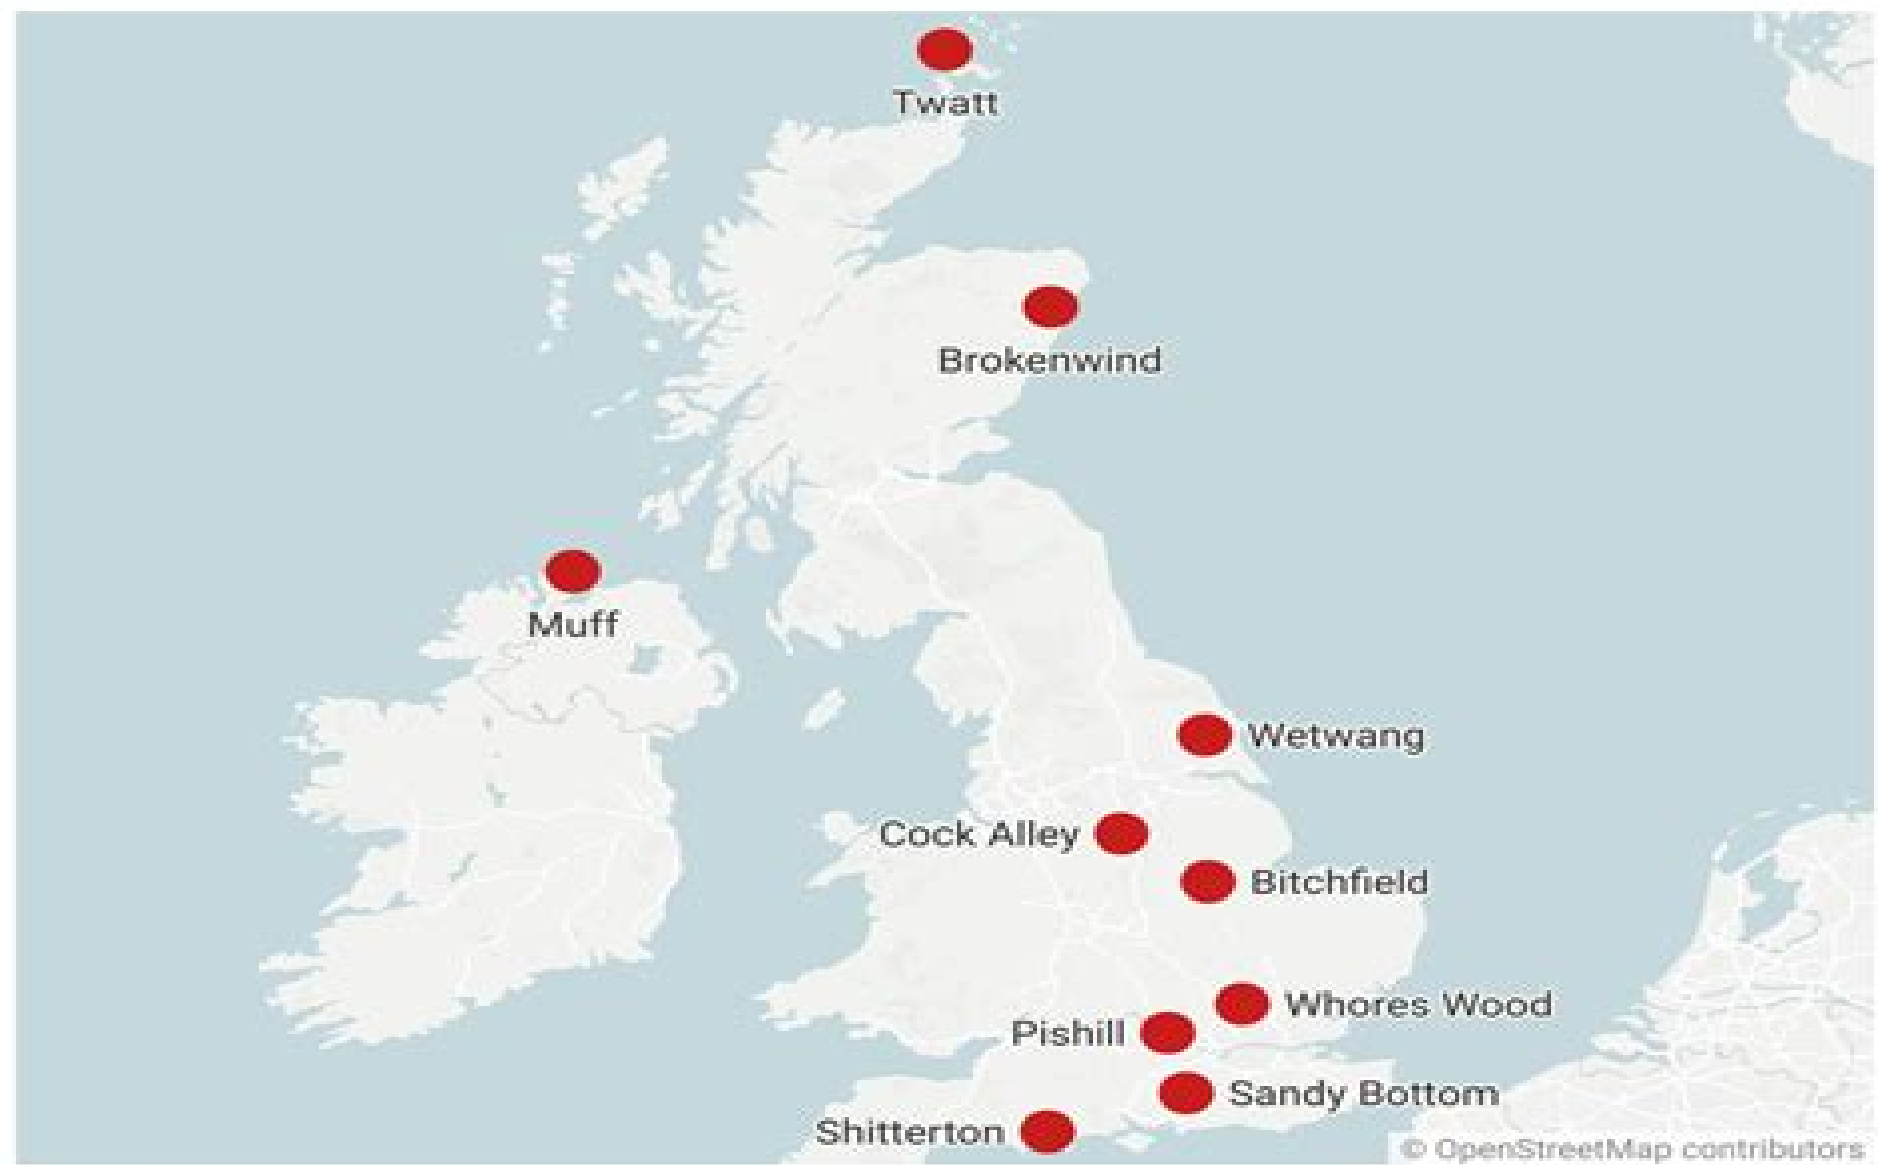 Twatt
Brokenwind
Muff
Wetwang
Cock Alley
Bitchfield
Whores Wood
Pishill
Sandy Bottom
Shitterton
© OpenStreetMap contributors